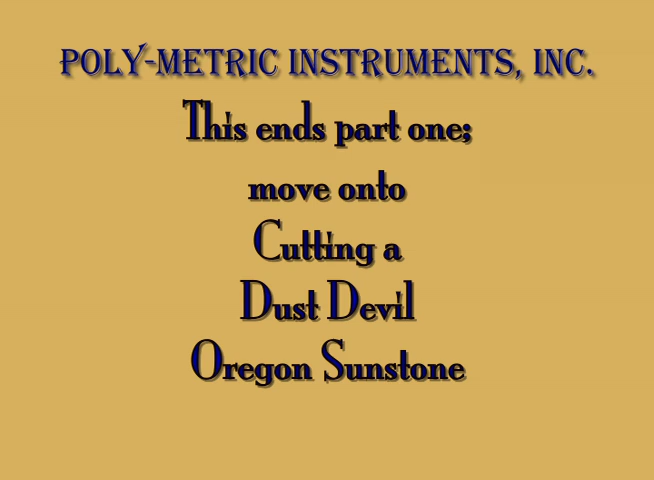 POLY-METRIC INSTRUMENTS, INC.
This ends part one;
move onto
Cutting a
Dust Devil
Oregon Sunstone